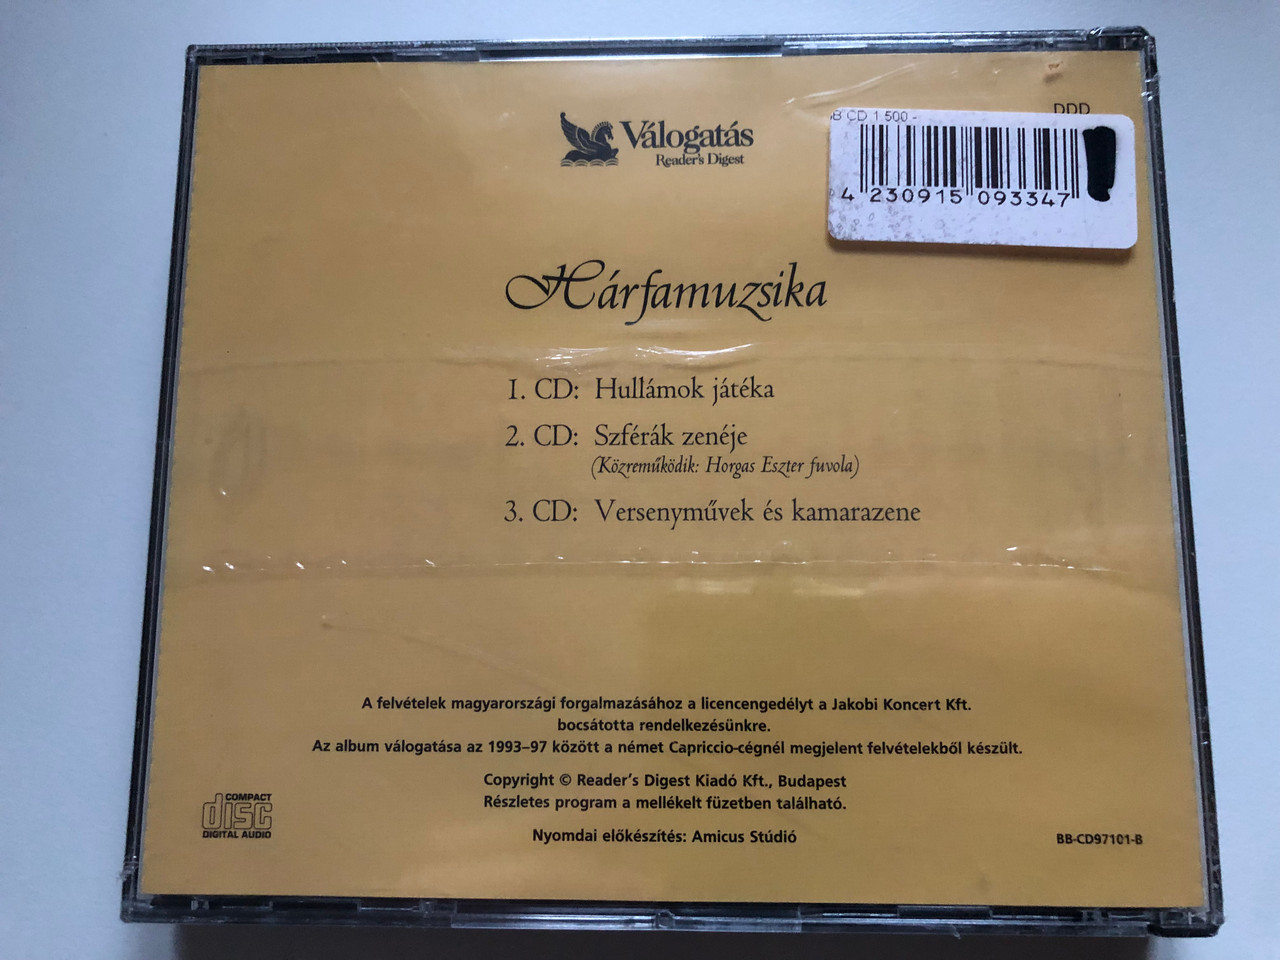 DDD
CD 1 500 -
4 230915 093347
Válogatás
Reader's Digest
Hárfamuzsika
1. CD: Hullámok játéka
2. CD: Szférák zenéje
(Közreműködik: Horgas Eszter fuvola)
3. CD: Versenyművek és kamarazene
A felvételek magyarországi forgalmazásához a licencengedélyt a Jakobi Koncert Kft.
bocsátotta rendelkezésünkre.
Az album válogatása az 1993–97 között a német Capriccio-cégnél megjelent felvételekből készült.
Copyright © Reader's Digest Kiadó Kft., Budapest
Részletes program a mellékelt füzetben található.
Nyomdai előkészítés: Amicus Stúdió
COMPACT
disc
DIGITAL AUDIO
BB-CD97101-B